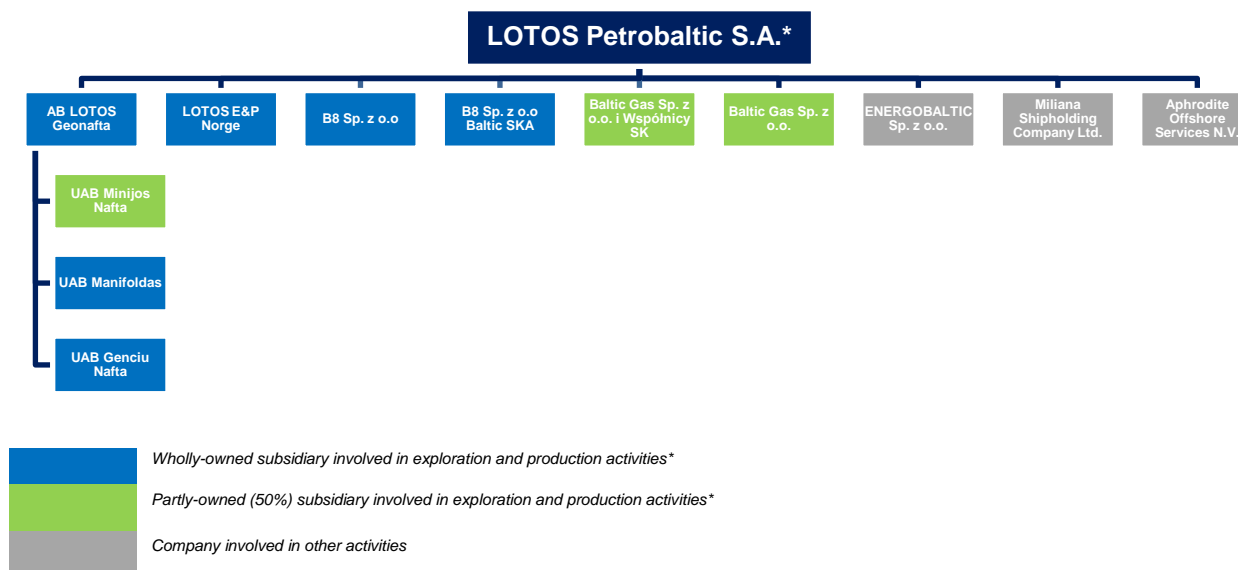 LOTOS Petrobaltic S.A.*
AB LOTOS
Geonafta
LOTOS E&P
Norge
B8 Sp. z o.o
B8 Sp. z o.o
Baltic SKA
Baltic Gas Sp. z
o.o. i Wspólnicy
SK
Baltic Gas Sp. z
o.o.
ENERGOBALTIC
Sp. z o.o.
Miliana
Shipholding
Company Ltd.
Aphrodite
Offshore
Services N.V.
UAB Minijos
Nafta
UAB Manifoldas
UAB Genciu
Nafta
Wholly-owned subsidiary involved in exploration and production activities*
Partly-owned (50%) subsidiary involved in exploration and production activities*
Company involved in other activities